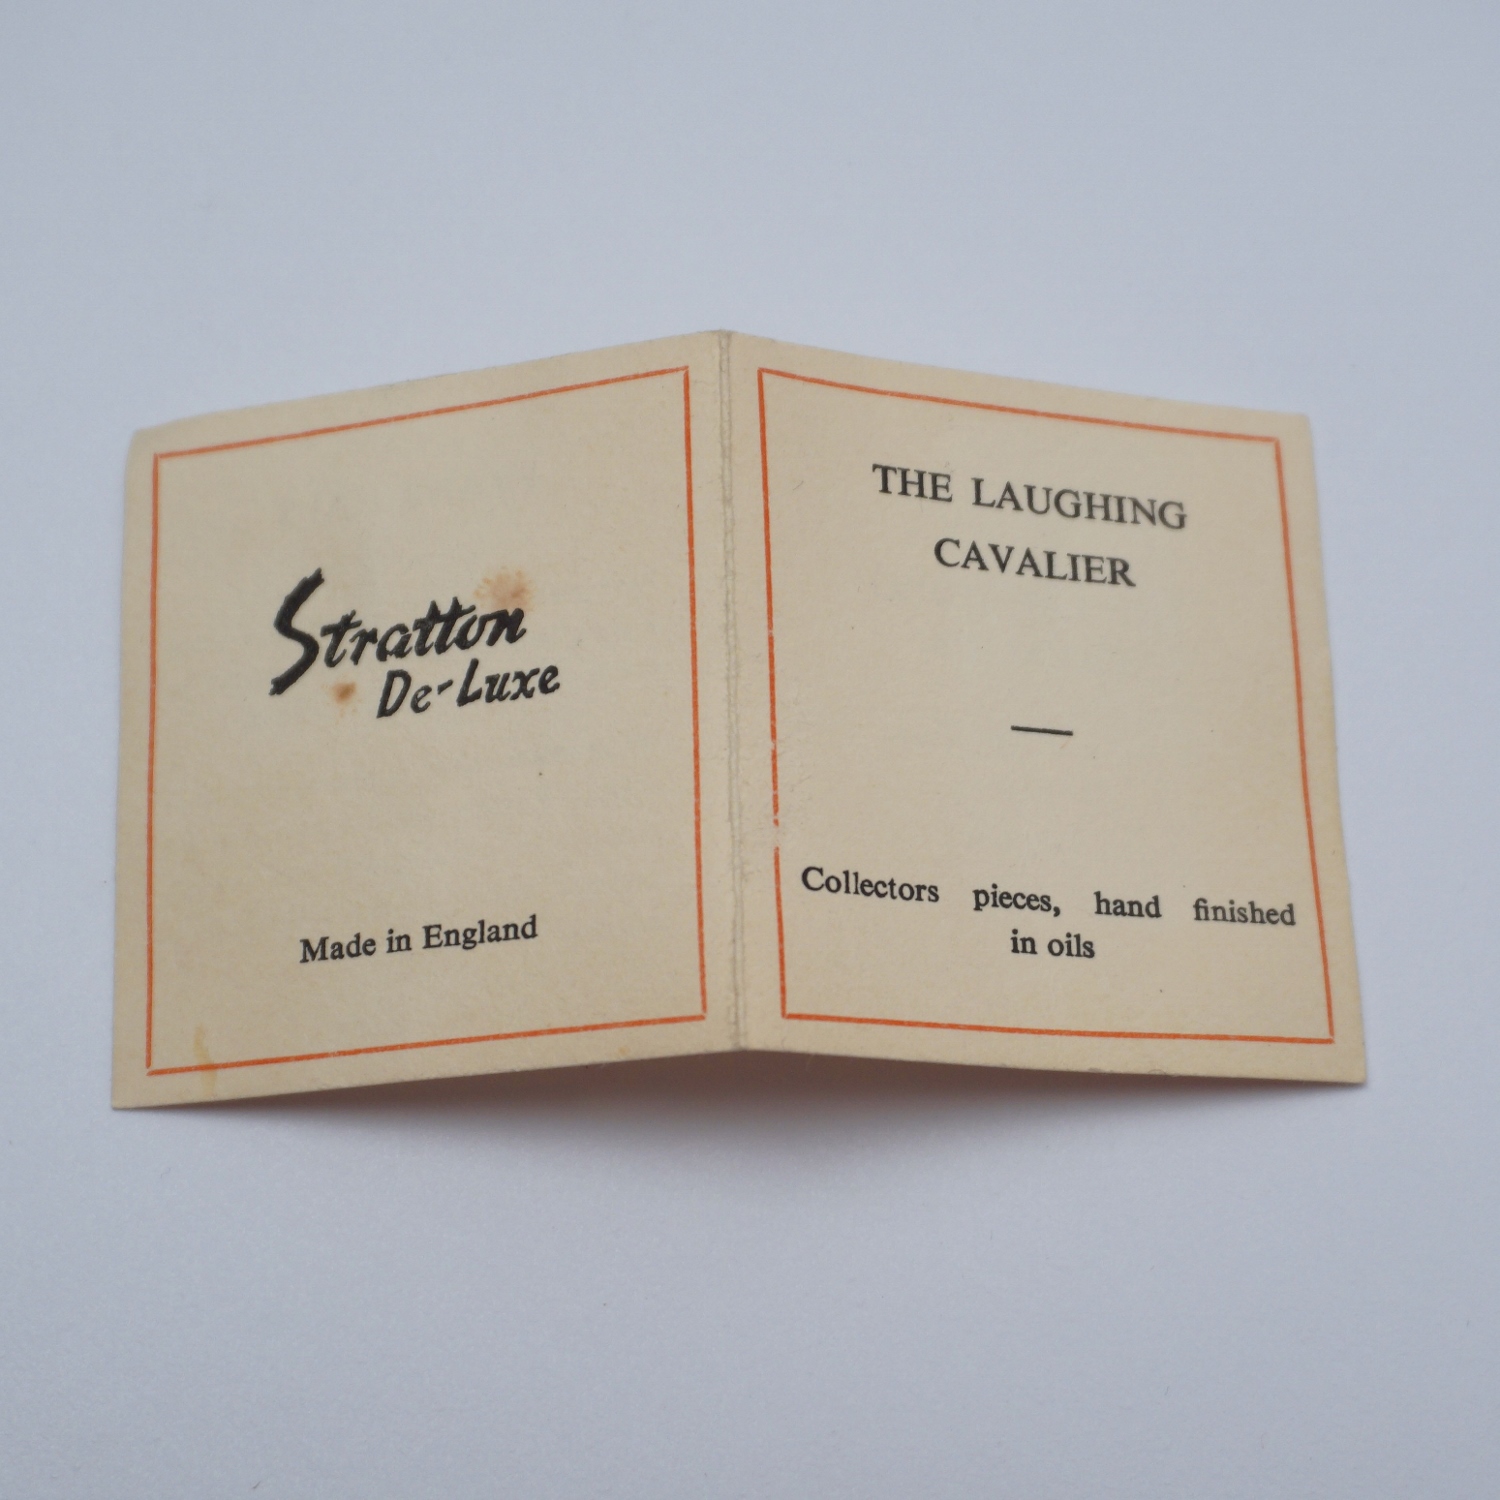 Stratton
De-Luxe
Made in England
THE LAUGHING
CAVALIER
—
Collectors pieces, hand finished
in oils